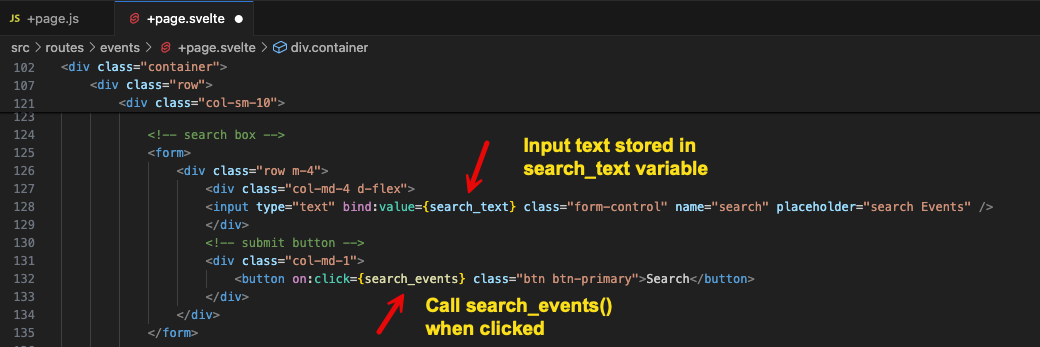 JS +page.js
+page.svelte
src > routes > events > +page.svelte > div.container
102 <div class="container">
107 <div class="row">
121 <div class="col-sm-10">
123
124 <!-- search box -->
125 <form>
126 <div class="row m-4">
127 <div class="col-md-4 d-flex">
128 <input type="text" bind:value={search_text} class="form-control" name="search" placeholder="search Events" />
129 </div>
130 <!-- submit button -->
131 <div class="col-md-1">
132 <button on:click={search_events} class="btn btn-primary">Search</button>
133 </div>
134 </div>
135 </form>
Input text stored in
search_text variable
Call search_events()
when clicked